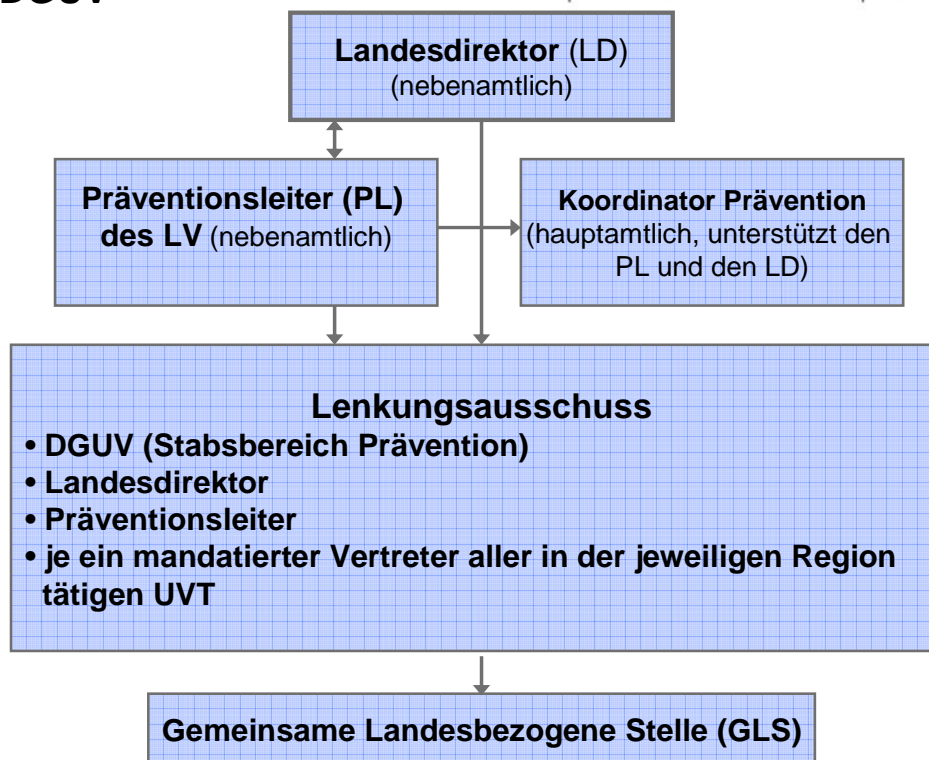 DGUV
Landesdirektor (LD)
(nebenamtlich)
Präventionsleiter (PL)
des LV (nebenamtlich)
Koordinator Prävention
(hauptamtlich, unterstützt den
PL und den LD)
Lenkungsausschuss
• DGUV (Stabsbereich Prävention)
• Landesdirektor
• Präventionsleiter
• je ein mandatierter Vertreter aller in der jeweiligen Region
tätigen UVT
Gemeinsame Landesbezogene Stelle (GLS)